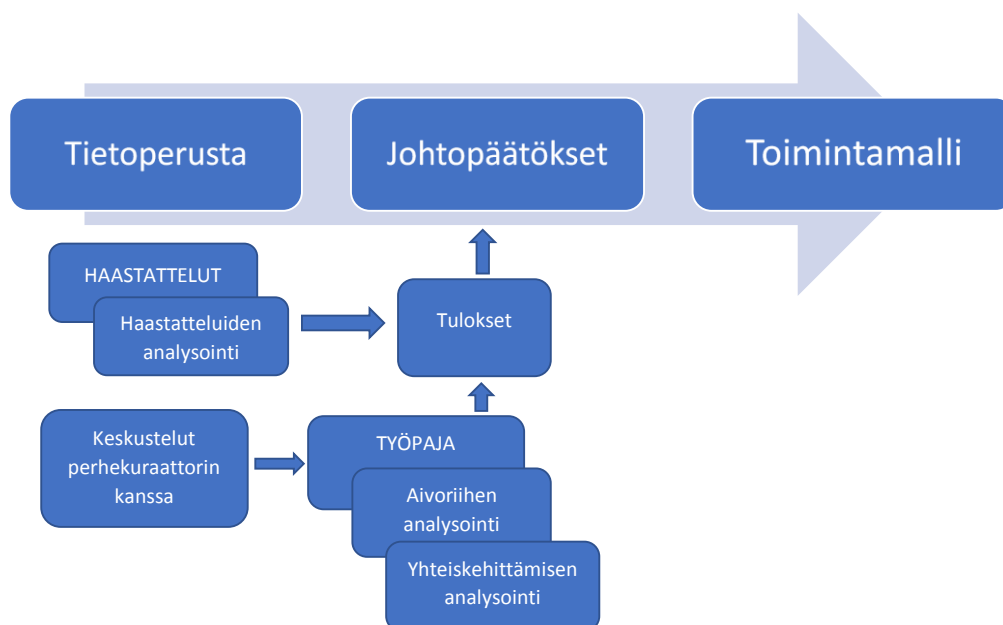 Tietoperusta
Johtopäätökset
Toimintamalli
HAASTATTELUT
Haastatteluiden
analysointi
Tulokset
Keskustelut
perhekuraattorin
kanssa
TYÖPAJA
Aivoriihen
analysointi
Yhteiskehittämisen
analysointi